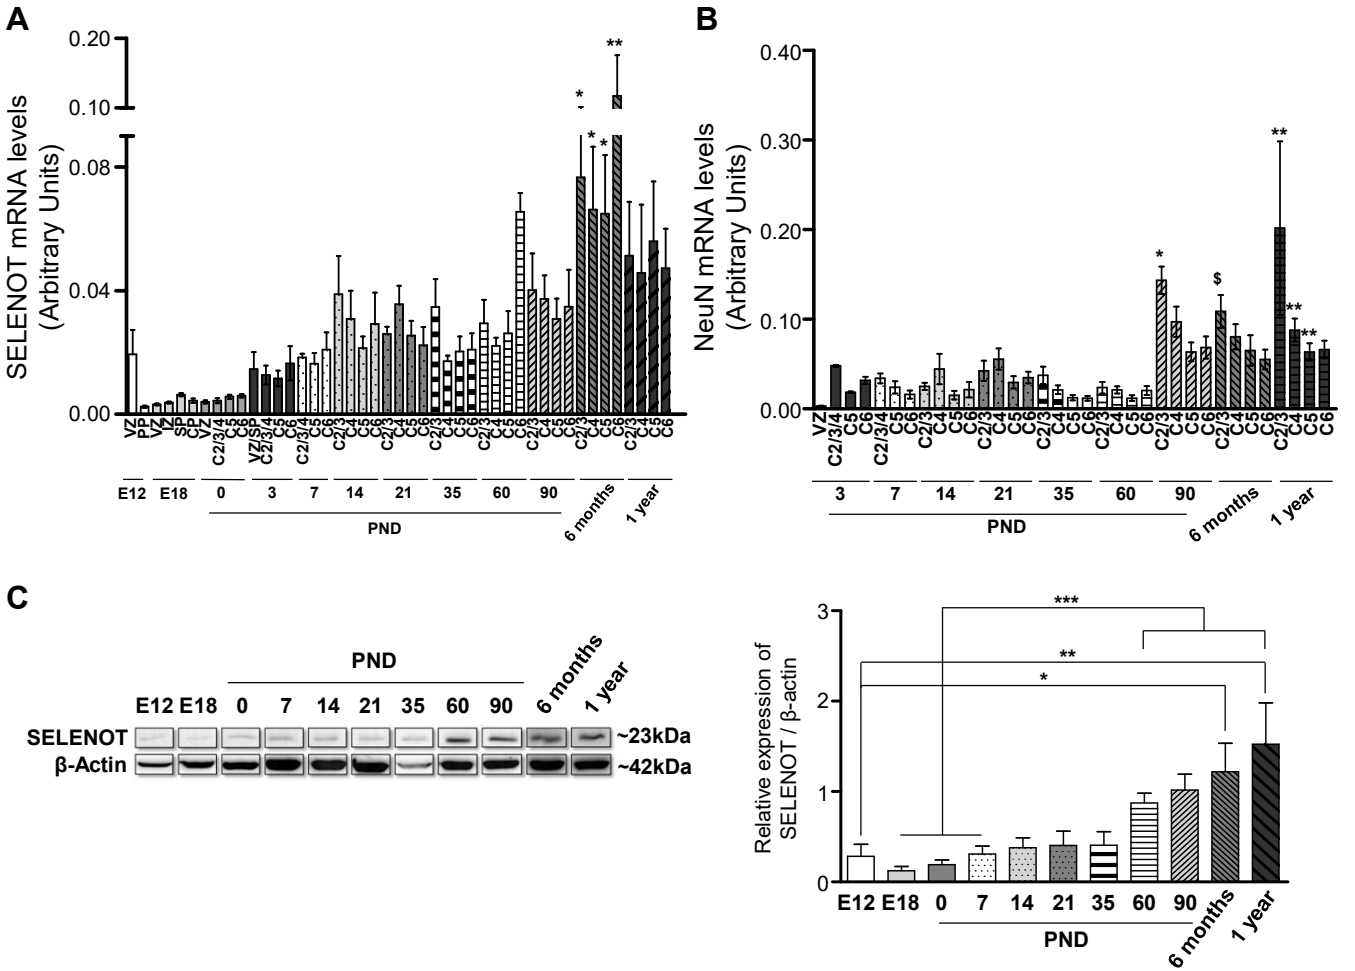 A
SELENOT mRNA levels
(Arbitrary Units)
0.20
0.10
0.08
0.04
0.00
*
*
*
**
VZ PP VZ IZ SP CP VZ C2/3/4 C5 C6 VZ/SP C2/3/4 C5 C6 C2/3/4 C5 C6 C2/3 C4 C5 C6 C2/3 C4 C5 C6 C2/3 C4 C5 C6 C2/3 C4 C5 C6 C2/3 C4 C5 C6 C2/3 C4 C5 C6 C2/3 C4 C5 C6
E12 E18 0 3 7 14 21 35 60 90 6 months 1 year
PND
B
NeuN mRNA levels
(Arbitrary Units)
0.40
0.30
0.20
0.10
0.00
*
$
**
**
**
VZ C2/3/4 C5 C6 C2/3/4 C5 C6 C2/3 C4 C5 C6 C2/3 C4 C5 C6 C2/3 C4 C5 C6 C2/3 C4 C5 C6 C2/3 C4 C5 C6 C2/3 C4 C5 C6 C2/3 C4 C5 C6
3 7 14 21 35 60 90 6 months 1 year
PND
C
PND
E12 E18 0 7 14 21 35 60 90 6 months 1 year
SELENOT ~23kDa
β-Actin ~42kDa
Relative expression of
SELENOT / β-actin
3
2
1
0
***
**
*
E12 E18 0 7 14 21 35 60 90 6 months 1 year
PND